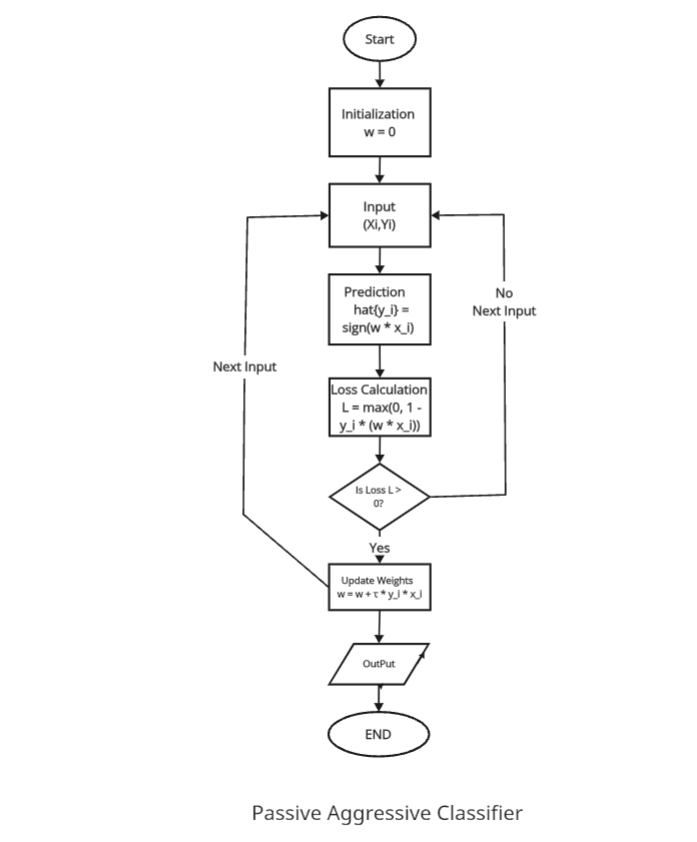 Start
Initialization
w = 0
Input
(Xi,Yi)
Prediction
hat{y_i} =
sign(w * x_i)
No
Next Input
Next Input
Loss Calculation
L = max(0, 1 -
y_i * (w * x_i))
Is Loss L >
0?
Yes
Update Weights
w = w + τ * y_i * x_i
OutPut
END
Passive Aggressive Classifier